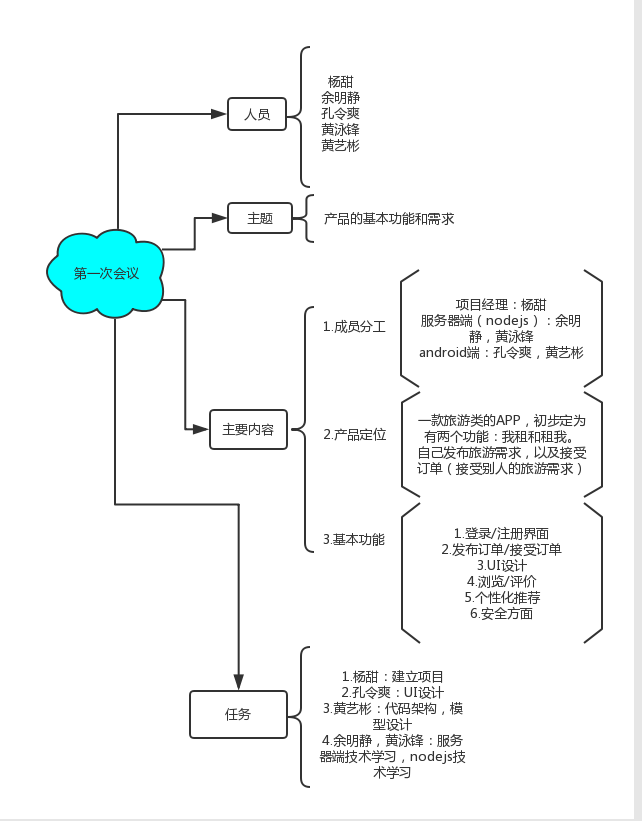 杨甜
余明静
孔令爽
黄泳锋
黄艺彬
人员
主题
产品的基本功能和需求
第一次会议
主要内容
1.成员分工
项目经理：杨甜
服务器端（nodejs）：余明
静，黄泳锋
android端：孔令爽，黄艺彬
2.产品定位
一款旅游类的APP，初步定为
有两个功能：我租和租我。
自己发布旅游需求，以及接受
订单（接受别人的旅游需求）
3.基本功能
1.登录/注册界面
2.发布订单/接受订单
3.UI设计
4.浏览/评价
5.个性化推荐
6.安全方面
任务
1.杨甜：建立项目
2.孔令爽：UI设计
3.黄艺彬：代码架构，模
型设计
4.余明静，黄泳锋：服务
器端技术学习，nodejs技
术学习